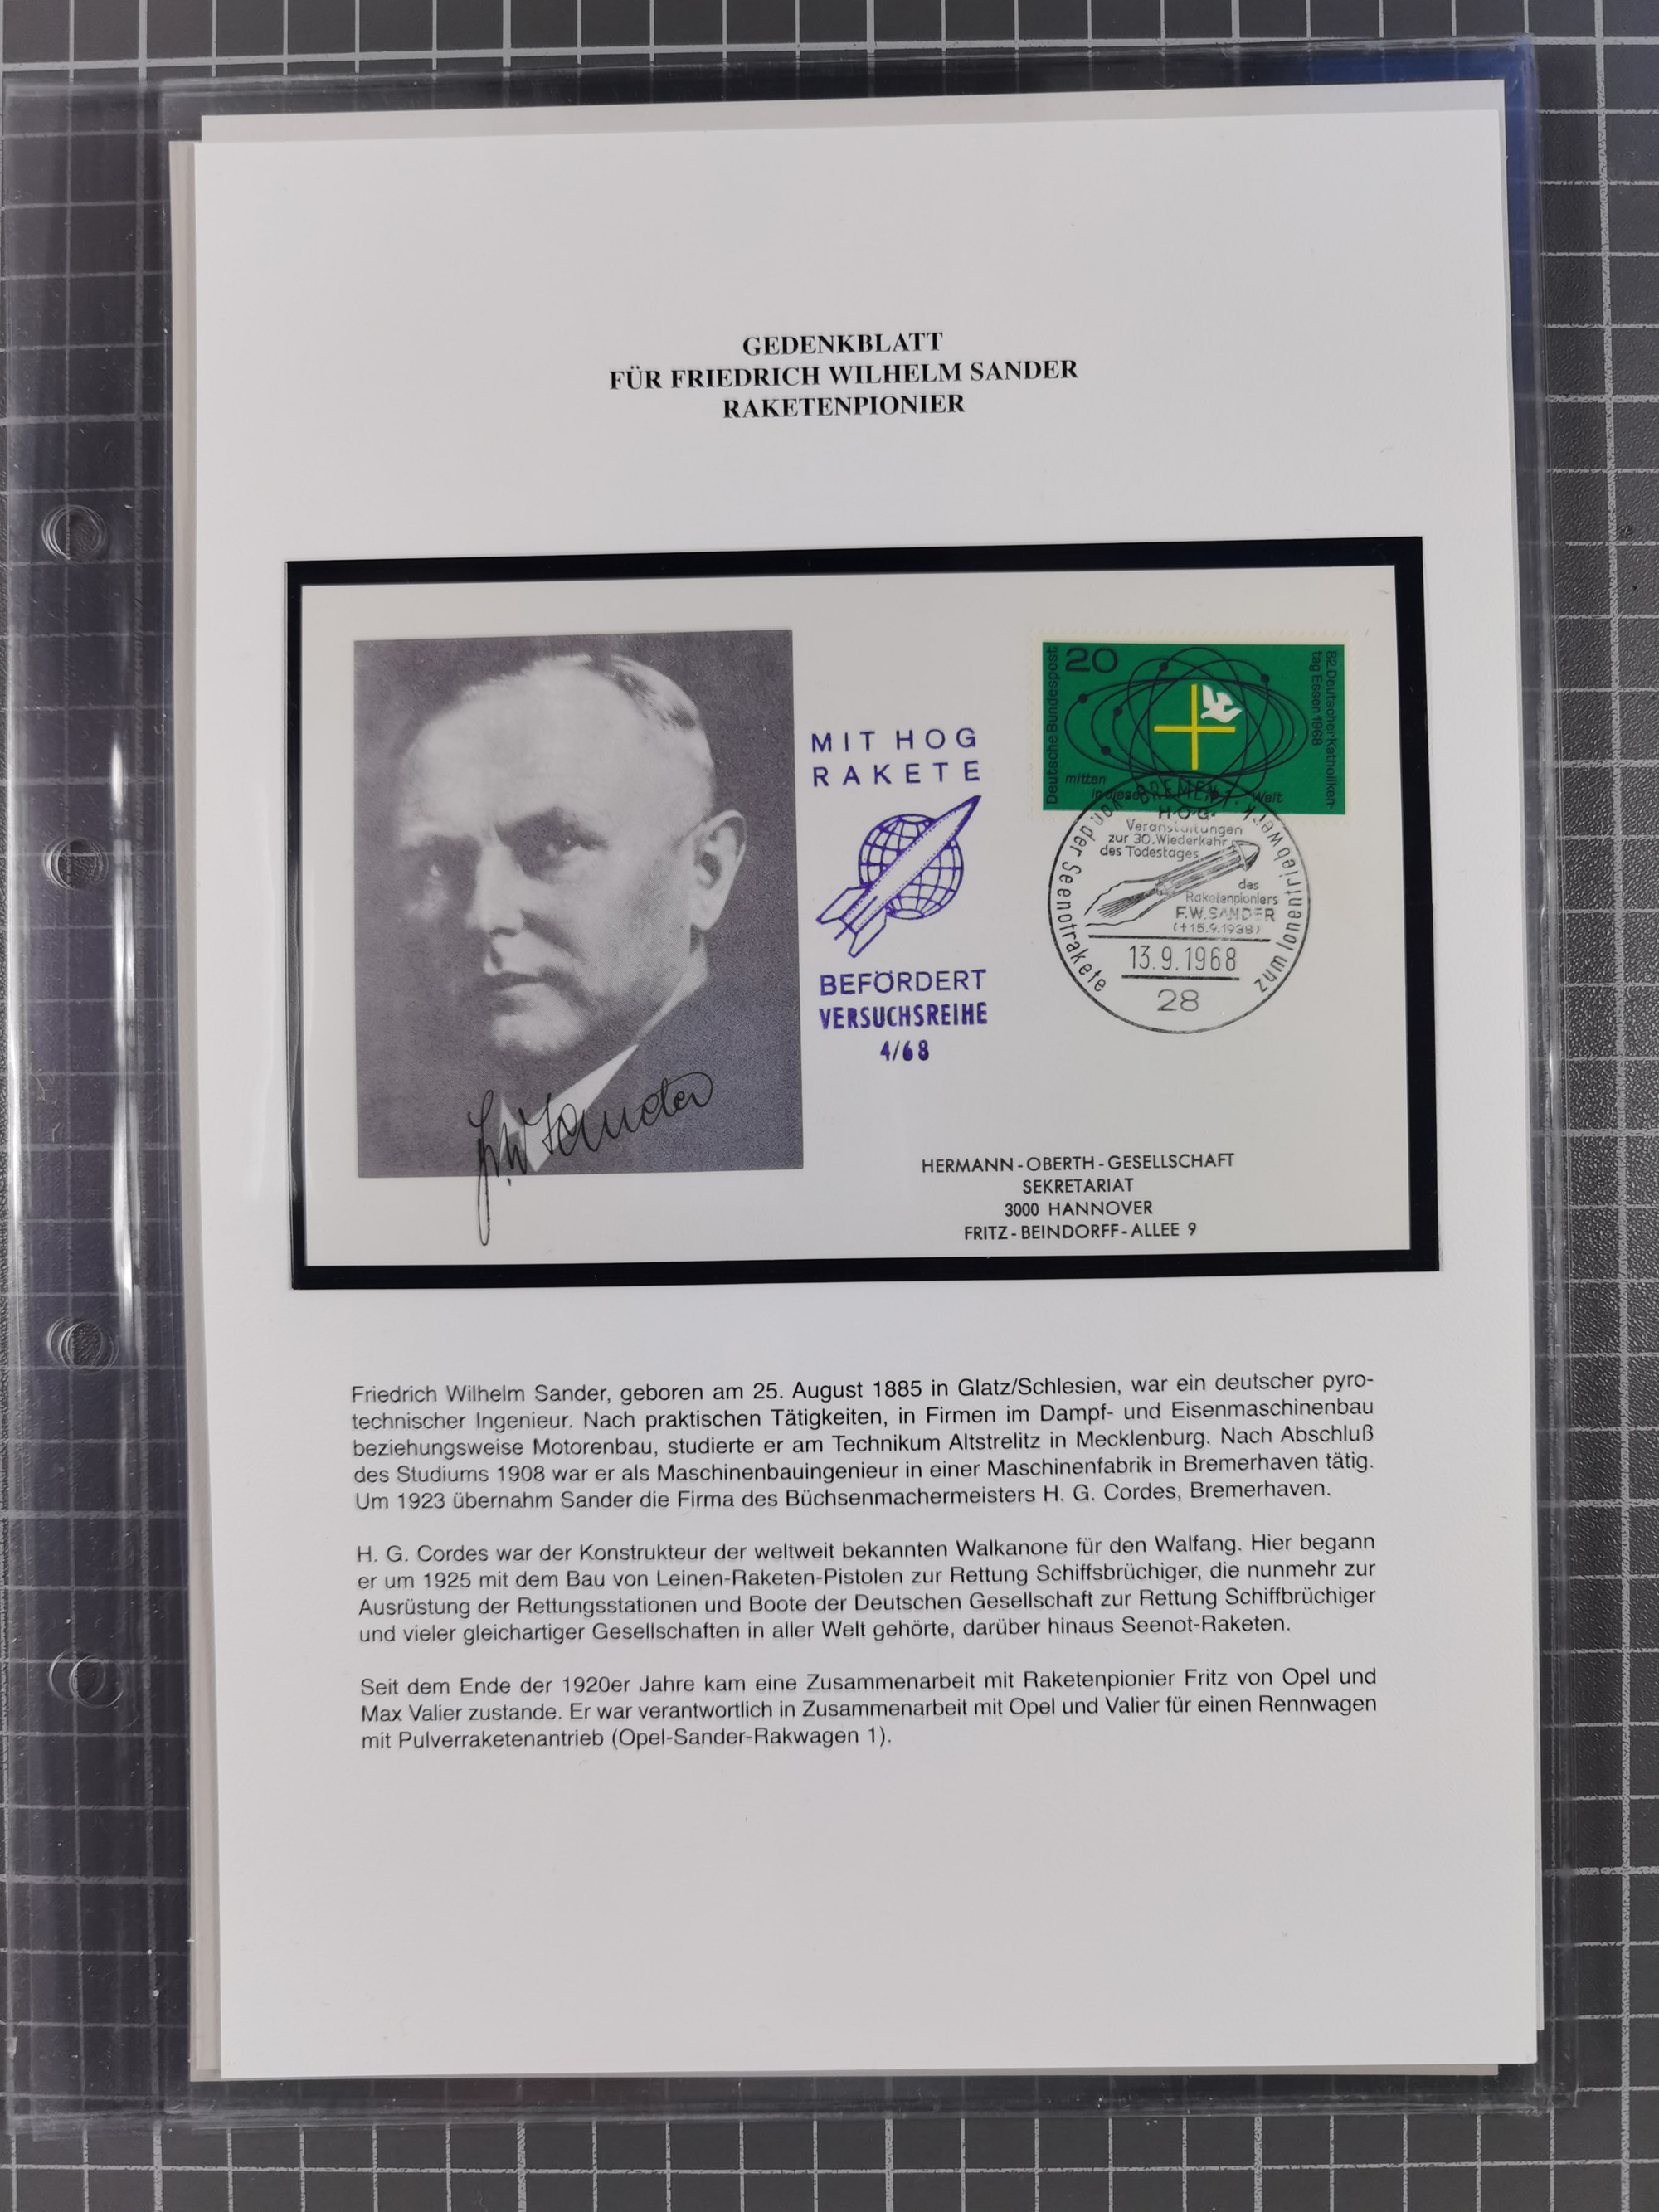 GEDENKBLATT
FÜR FRIEDRICH WILHELM SANDER
RAKETENPIONIER
MIT HOG
RAKETE
BEFÖRDERT
VERSUCHSREIHE
4/68
F.W. Sander
Deutsche Bundespost
20
82. Deutscher Katholiken-
tag Essen 1968
mitten
in dieser Welt
BREMEN 1
Von der Seenotrakete
zum Ionentriebwerk
H·O·G·
Veranstaltungen
zur 30. Wiederkehr
des Todestages
des
Raketenpioniers
F.W. SANDER
(†15.9.1938)
13.9.1968
28
HERMANN-OBERTH-GESELLSCHAFT
SEKRETARIAT
3000 HANNOVER
FRITZ-BEINDORFF-ALLEE 9
Friedrich Wilhelm Sander, geboren am 25. August 1885 in Glatz/Schlesien, war ein deutscher pyro-
technischer Ingenieur. Nach praktischen Tätigkeiten, in Firmen im Dampf- und Eisenmaschinenbau
beziehungsweise Motorenbau, studierte er am Technikum Altstrelitz in Mecklenburg. Nach Abschluß
des Studiums 1908 war er als Maschinenbauingenieur in einer Maschinenfabrik in Bremerhaven tätig.
Um 1923 übernahm Sander die Firma des Büchsenmachermeisters H. G. Cordes, Bremerhaven.
H. G. Cordes war der Konstrukteur der weltweit bekannten Walkanone für den Walfang. Hier begann
er um 1925 mit dem Bau von Leinen-Raketen-Pistolen zur Rettung Schiffsbrüchiger, die nunmehr zur
Ausrüstung der Rettungsstationen und Boote der Deutschen Gesellschaft zur Rettung Schiffbrüchiger
und vieler gleichartiger Gesellschaften in aller Welt gehörte, darüber hinaus Seenot-Raketen.
Seit dem Ende der 1920er Jahre kam eine Zusammenarbeit mit Raketenpionier Fritz von Opel und
Max Valier zustande. Er war verantwortlich in Zusammenarbeit mit Opel und Valier für einen Rennwagen
mit Pulverraketenantrieb (Opel-Sander-Rakwagen 1).